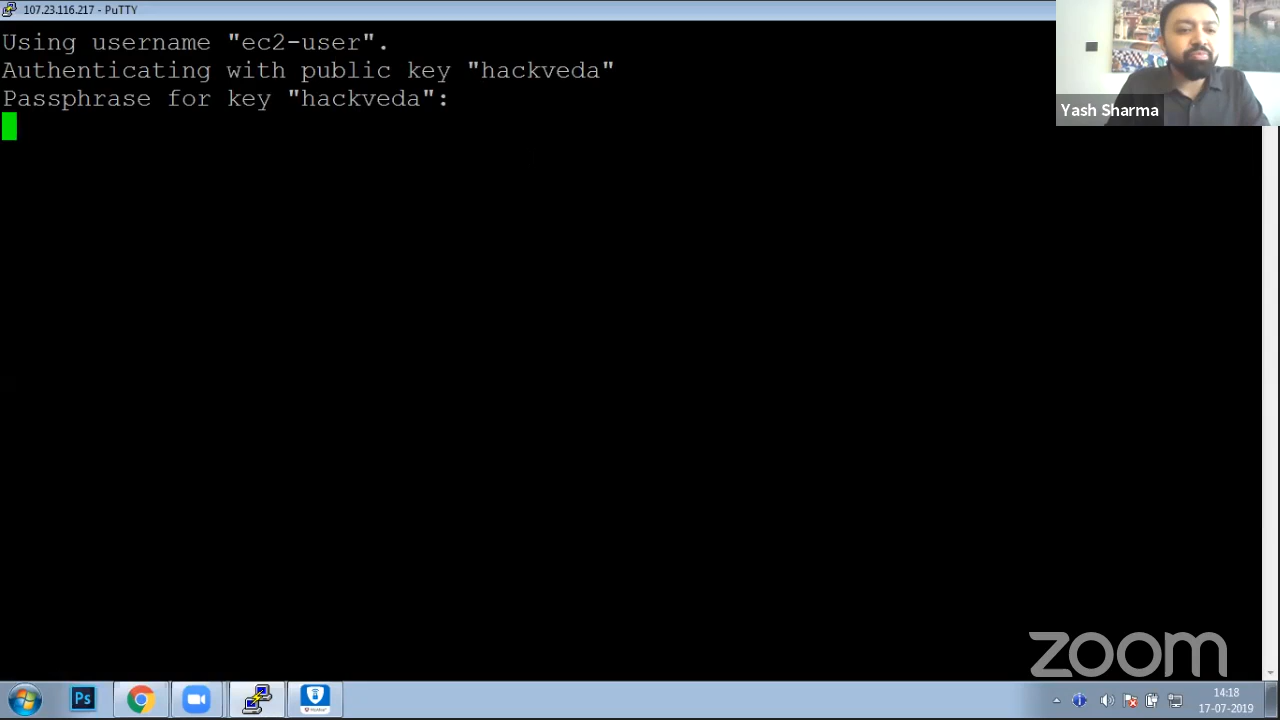 107.23.116.217 - PuTTY
Using username "ec2-user".
Authenticating with public key "hackveda"
Passphrase for key "hackveda":
Yash Sharma
zoom
Ps
14:18
17-07-2019